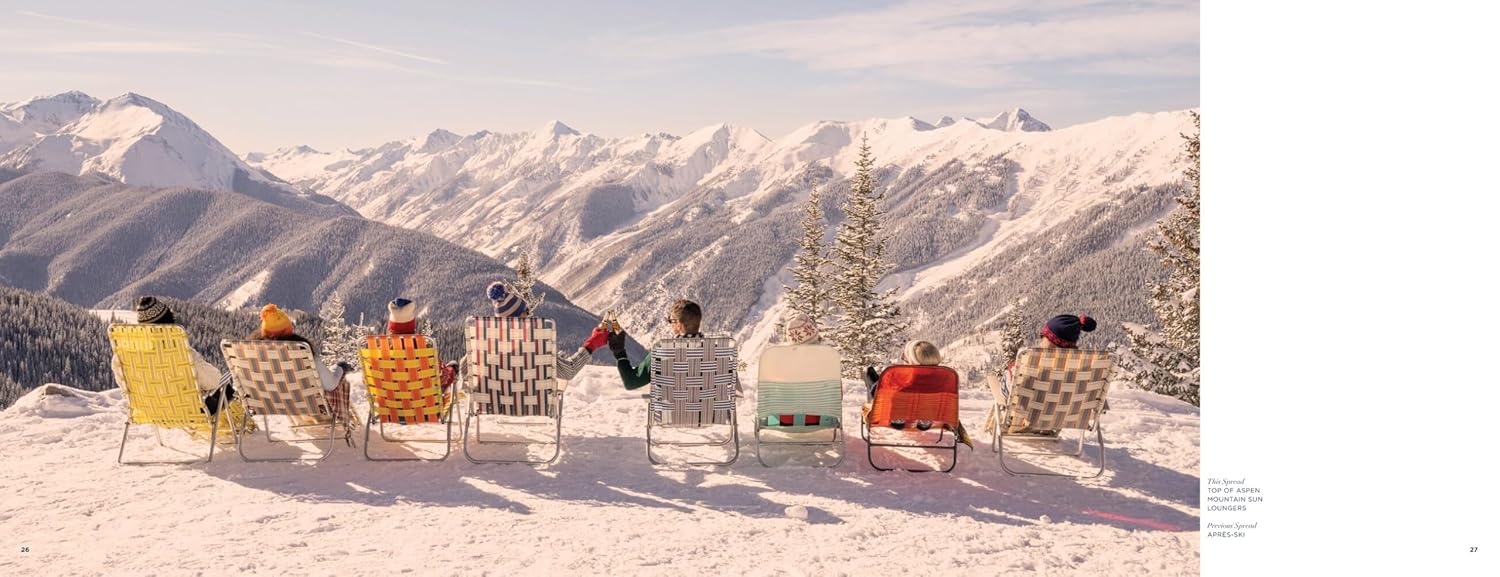 This Spread
TOP OF ASPEN
MOUNTAIN SUN
LOUNGERS
Previous Spread
APRÈS-SKI
26
27